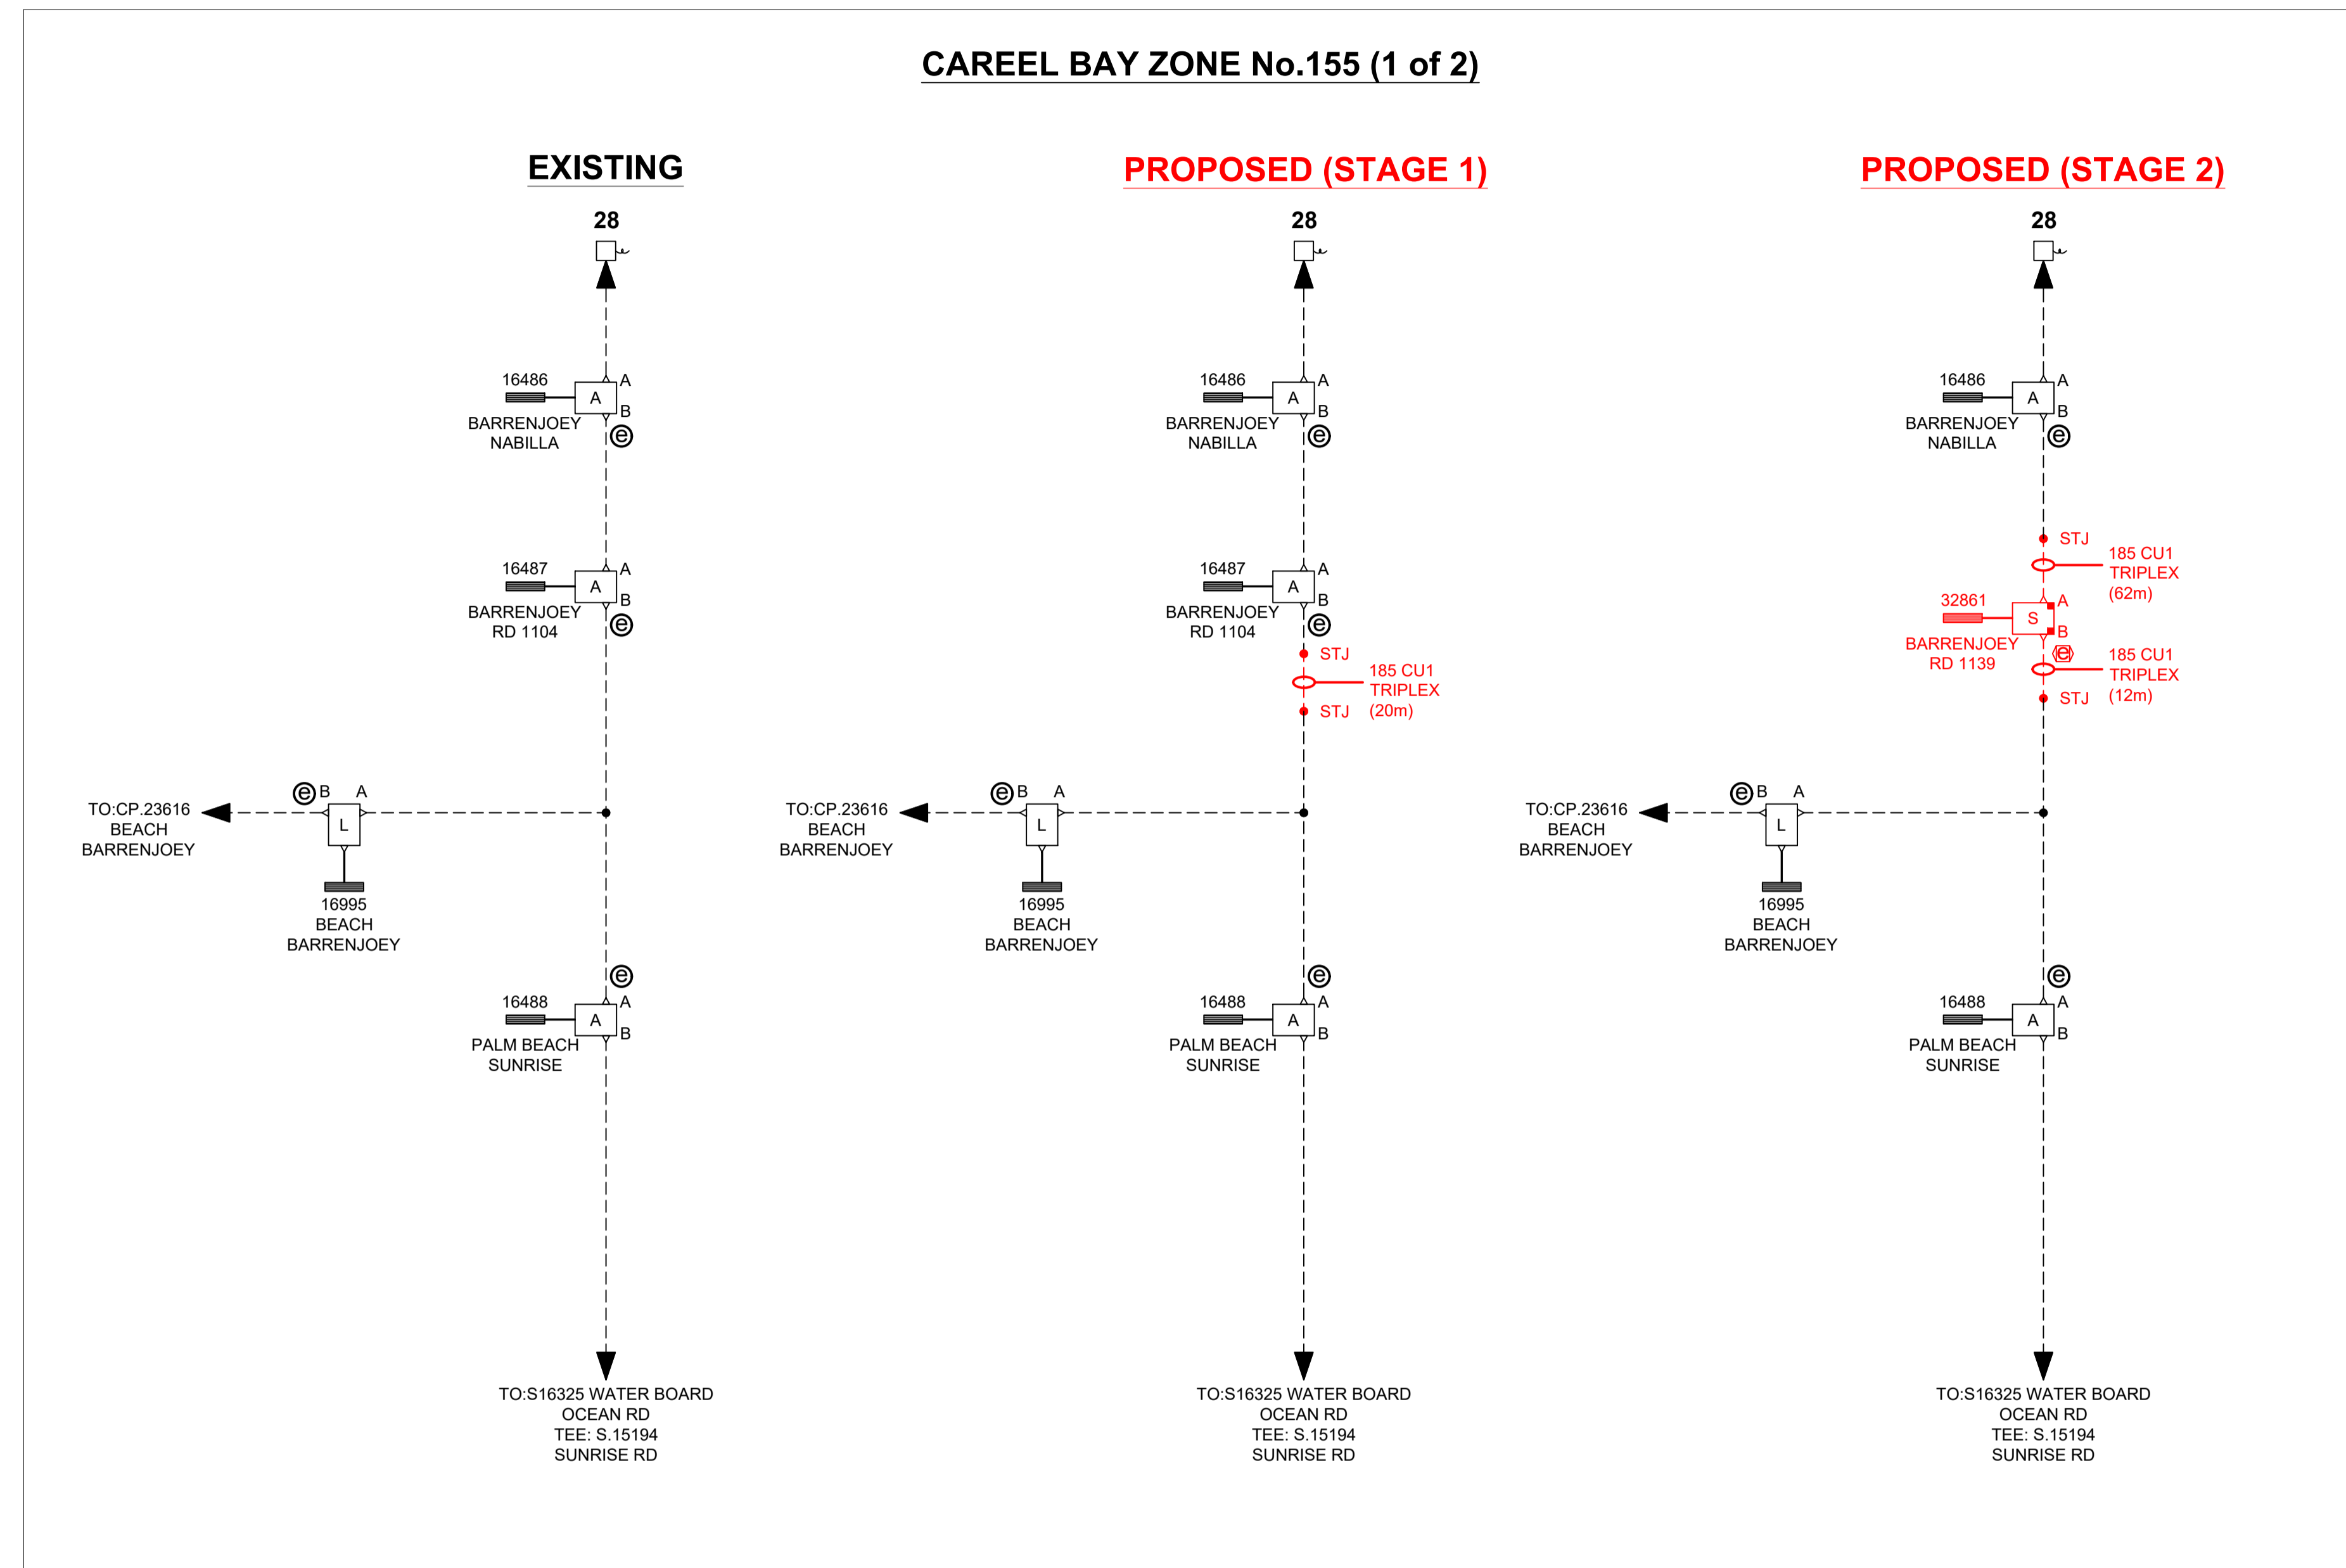 CAREEL BAY ZONE No.155 (1 of 2)
EXISTING
28
16486
A
A
B
BARRENJOEY
NABILLA
e
16487
A
A
B
BARRENJOEY
RD 1104
e
TO:CP.23616
BEACH
BARRENJOEY
e B A
L
16995
BEACH
BARRENJOEY
e
16488
A
A
B
PALM BEACH
SUNRISE
TO:S16325 WATER BOARD
OCEAN RD
TEE: S.15194
SUNRISE RD
PROPOSED (STAGE 1)
28
16486
A
A
B
BARRENJOEY
NABILLA
e
16487
A
A
B
BARRENJOEY
RD 1104
e
STJ
185 CU1
TRIPLEX
(20m)
STJ
TO:CP.23616
BEACH
BARRENJOEY
e B A
L
16995
BEACH
BARRENJOEY
e
16488
A
A
B
PALM BEACH
SUNRISE
TO:S16325 WATER BOARD
OCEAN RD
TEE: S.15194
SUNRISE RD
PROPOSED (STAGE 2)
28
16486
A
A
B
BARRENJOEY
NABILLA
e
STJ
185 CU1
TRIPLEX
(62m)
32861
S
A
B
BARRENJOEY
RD 1139
e
185 CU1
TRIPLEX
(12m)
STJ
TO:CP.23616
BEACH
BARRENJOEY
e B A
L
16995
BEACH
BARRENJOEY
e
16488
A
A
B
PALM BEACH
SUNRISE
TO:S16325 WATER BOARD
OCEAN RD
TEE: S.15194
SUNRISE RD